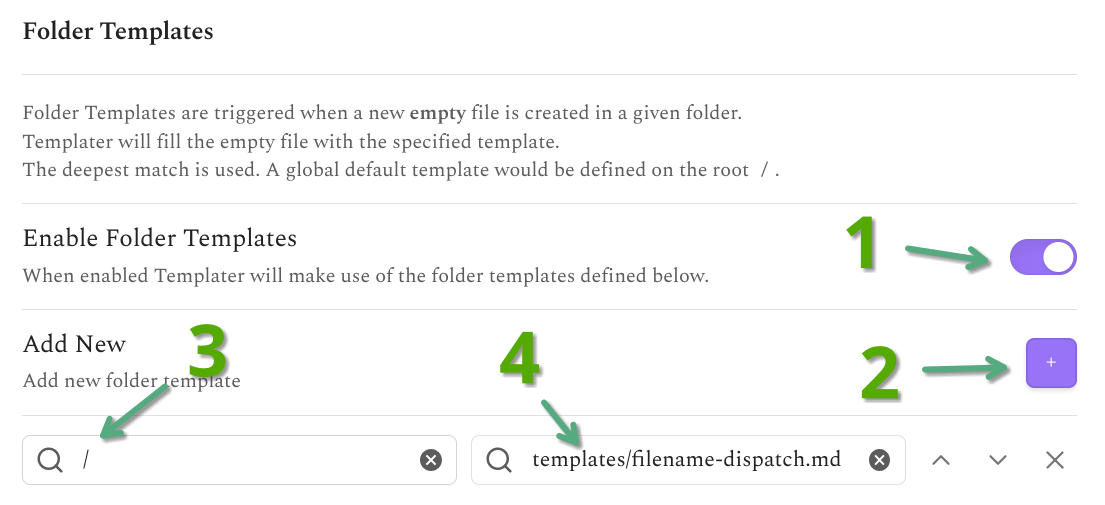 Folder Templates
Folder Templates are triggered when a new empty file is created in a given folder.
Templater will fill the empty file with the specified template.
The deepest match is used. A global default template would be defined on the root / .
Enable Folder Templates
When enabled Templater will make use of the folder templates defined below.
1
Add New
Add new folder template
3
4
2
+
/
templates/filename-dispatch.md